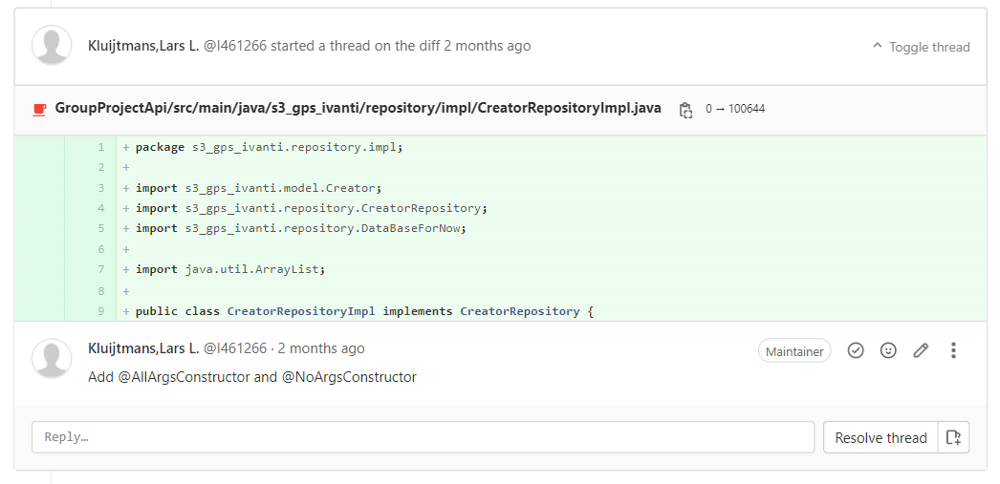 Kluijtmans,Lars L. @I461266 started a thread on the diff 2 months ago
Toggle thread
GroupProjectApi/src/main/java/s3_gps_ivanti/repository/impl/CreatorRepositoryImpl.java 0 → 100644
1 + package s3_gps_ivanti.repository.impl;
2 +
3 + import s3_gps_ivanti.model.Creator;
4 + import s3_gps_ivanti.repository.CreatorRepository;
5 + import s3_gps_ivanti.repository.DataBaseForNow;
6 +
7 + import java.util.ArrayList;
8 +
9 + public class CreatorRepositoryImpl implements CreatorRepository {
Kluijtmans,Lars L. @I461266 · 2 months ago
Maintainer
Add @AllArgsConstructor and @NoArgsConstructor
Reply…
Resolve thread